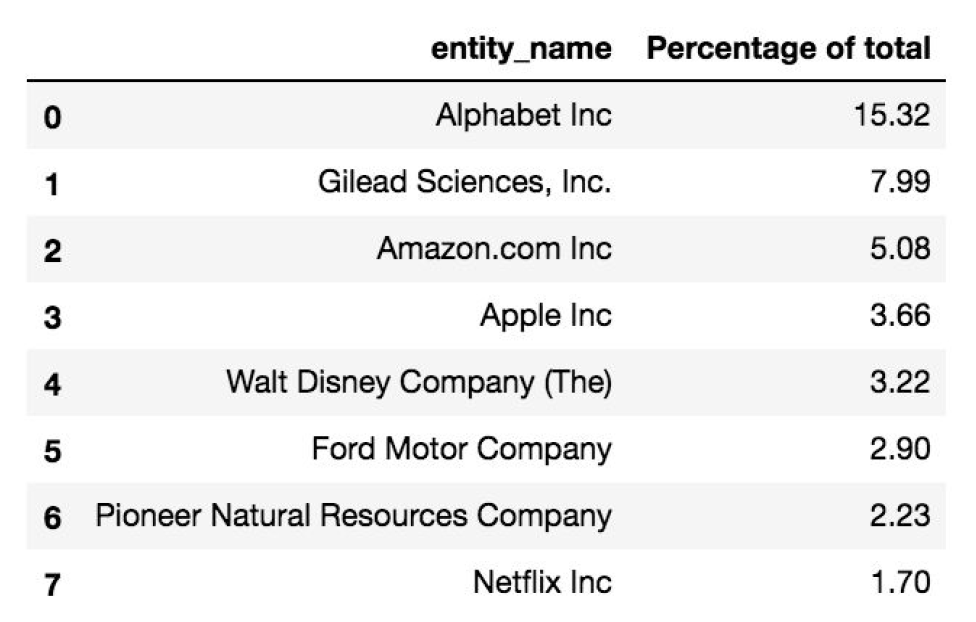 entity_name Percentage of total
0 Alphabet Inc 15.32
1 Gilead Sciences, Inc. 7.99
2 Amazon.com Inc 5.08
3 Apple Inc 3.66
4 Walt Disney Company (The) 3.22
5 Ford Motor Company 2.90
6 Pioneer Natural Resources Company 2.23
7 Netflix Inc 1.70